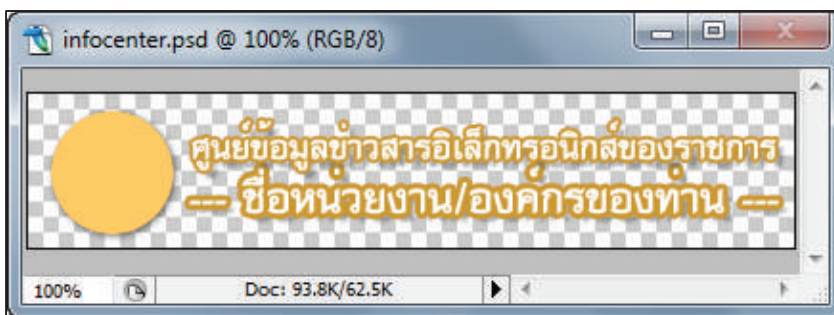 infocenter.psd @ 100% (RGB/8)
ศูนย์ข้อมูลข่าวสารอิเล็กทรอนิกส์ของราชการ
--- ชื่อหน่วยงาน/องค์กรของท่าน ---
100% Doc: 93.8K/62.5K